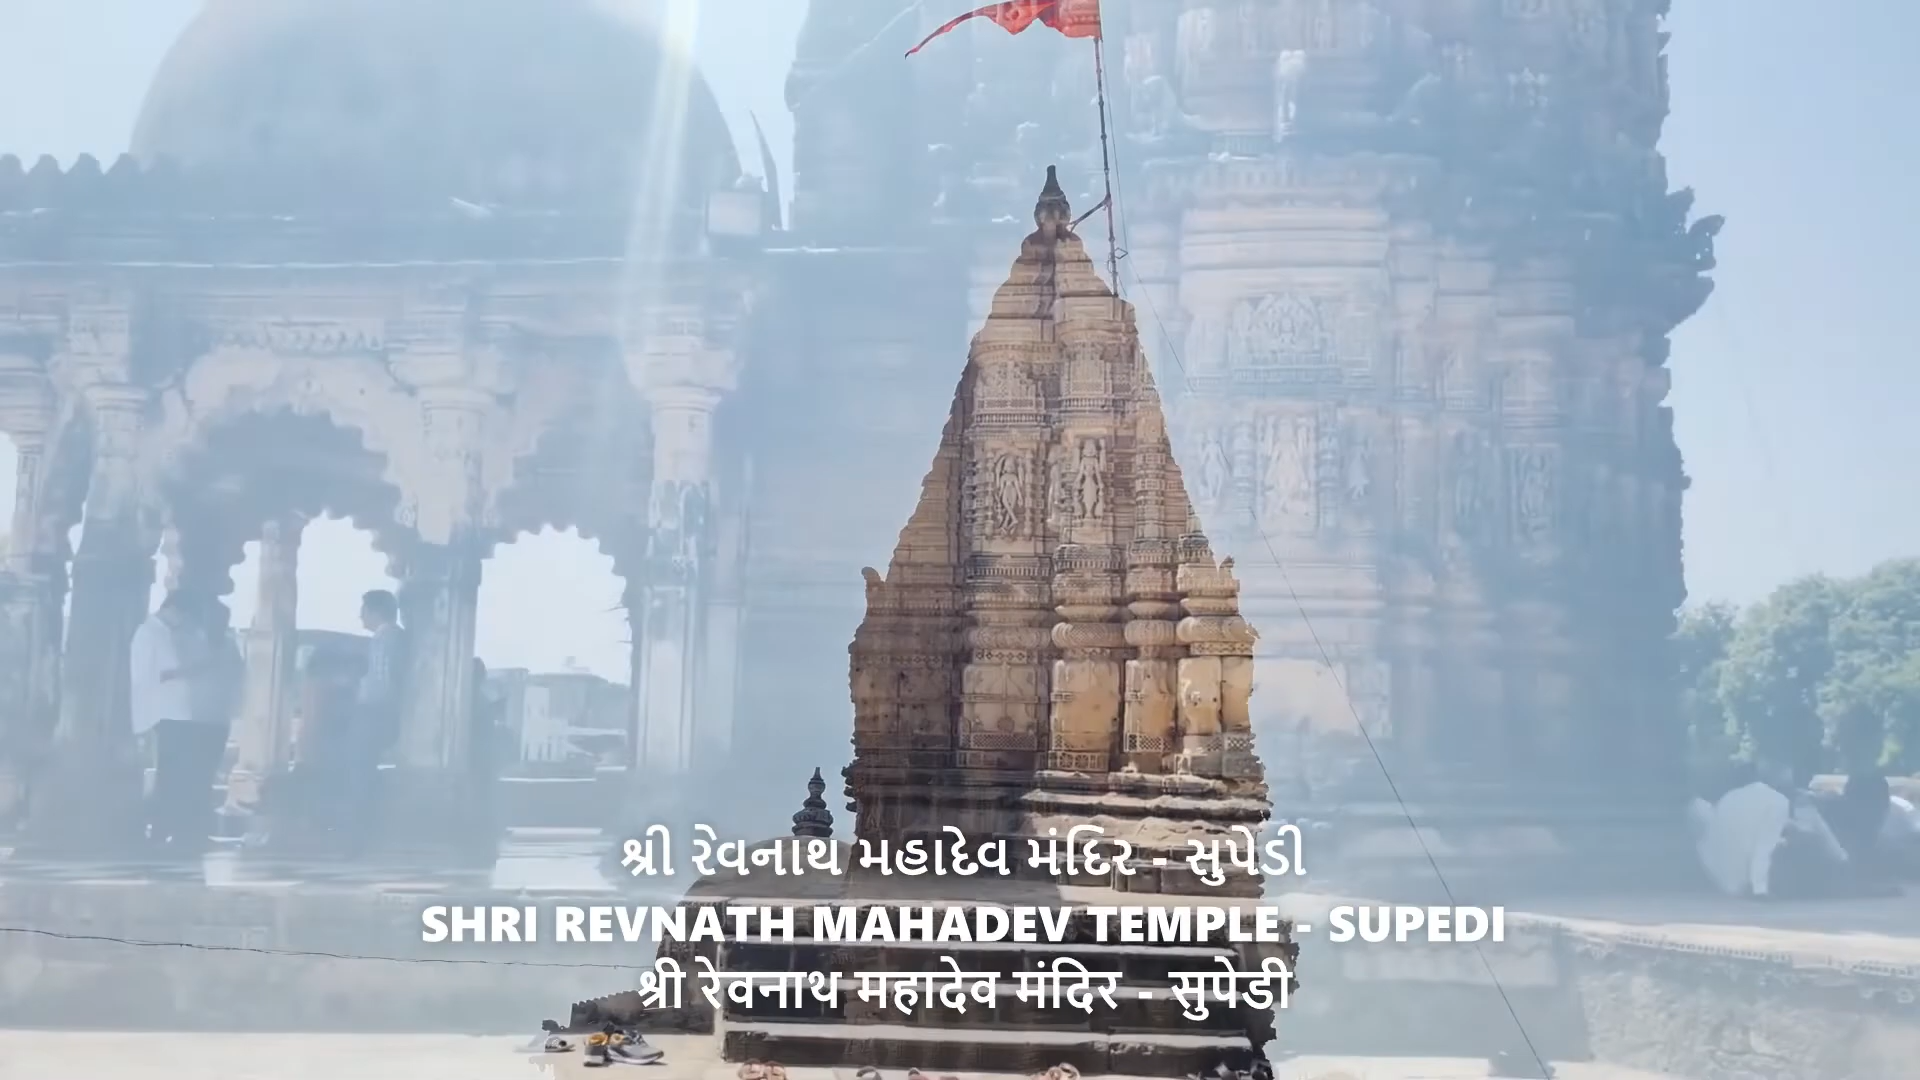 શ્રી રેવનાથ મહાદેવ મંદિર - સુપેડી
SHRI REVNATH MAHADEV TEMPLE - SUPEDI
श्री रेवनाथ महादेव मंदिर - सुपेडी